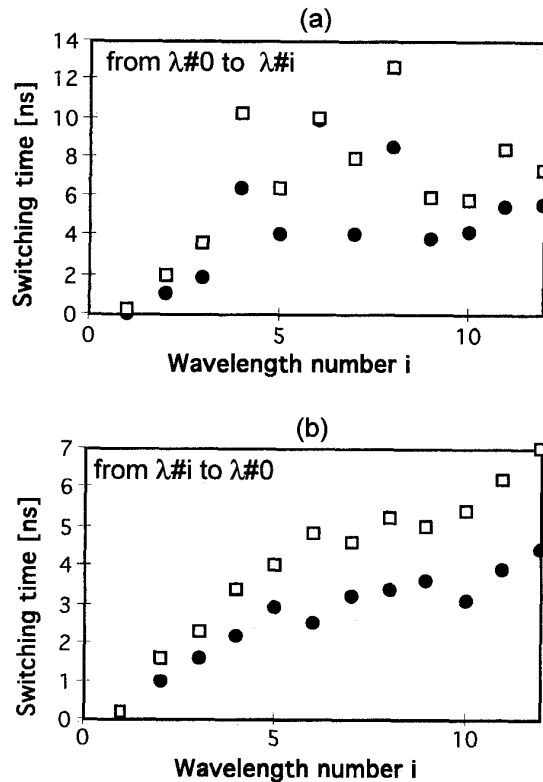 (a)
from λ#0 to λ#i
Switching time [ns]
14
12
10
8
6
4
2
0
0
5
10
Wavelength number i
(b)
from λ#i to λ#0
Switching time [ns]
7
6
5
4
3
2
1
0
0
5
10
Wavelength number i